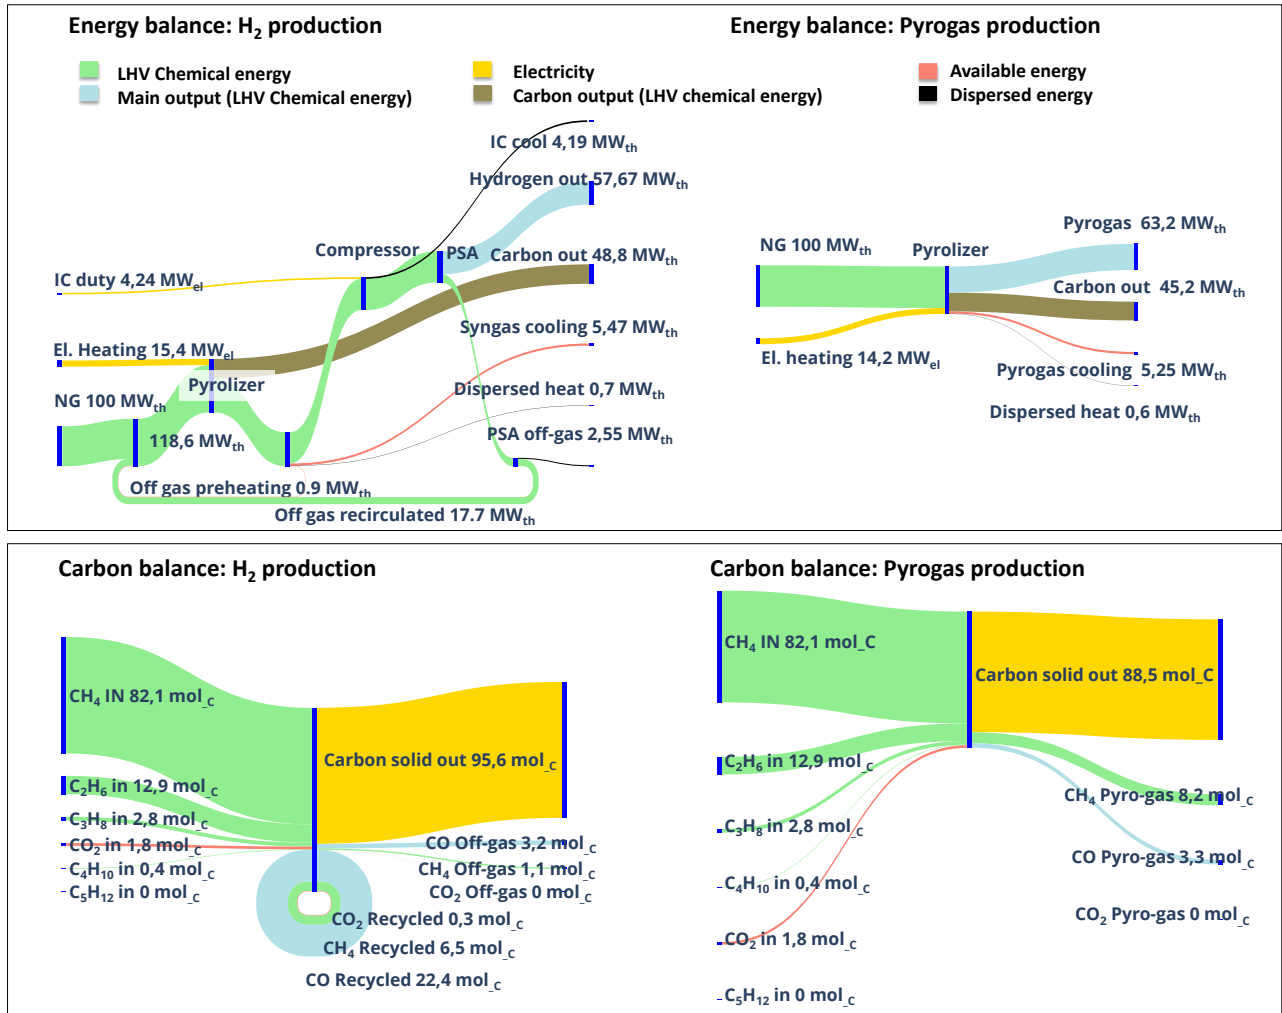 Energy balance: H₂ production
Energy balance: Pyrogas production
LHV Chemical energy
Main output (LHV Chemical energy)
Electricity
Carbon output (LHV chemical energy)
Available energy
Dispersed energy
IC cool 4,19 MWth
Hydrogen out 57,67 MWth
Compressor
PSA
Carbon out 48,8 MWth
IC duty 4,24 MWel
Syngas cooling 5,47 MWth
El. Heating 15,4 MWel
Pyrolizer
Dispersed heat 0,7 MWth
NG 100 MWth
118,6 MWth
PSA off-gas 2,55 MWth
Off gas preheating 0.9 MWth
Off gas recirculated 17.7 MWth
Pyrogas 63,2 MWth
NG 100 MWth
Pyrolizer
Carbon out 45,2 MWth
El. heating 14,2 MWel
Pyrogas cooling 5,25 MWth
Dispersed heat 0,6 MWth
Carbon balance: H₂ production
Carbon balance: Pyrogas production
CH₄ IN 82,1 mol_C
Carbon solid out 95,6 mol_C
C₂H₆ in 12,9 mol_C
C₃H₈ in 2,8 mol_C
CO₂ in 1,8 mol_C
C₄H₁₀ in 0,4 mol_C
C₅H₁₂ in 0 mol_C
CO Off-gas 3,2 mol_C
CH₄ Off-gas 1,1 mol_C
CO₂ Off-gas 0 mol_C
CO₂ Recycled 0,3 mol_C
CH₄ Recycled 6,5 mol_C
CO Recycled 22,4 mol_C
CH₄ IN 82,1 mol_C
Carbon solid out 88,5 mol_C
C₂H₆ in 12,9 mol_C
CH₄ Pyro-gas 8,2 mol_C
C₃H₈ in 2,8 mol_C
CO Pyro-gas 3,3 mol_C
C₄H₁₀ in 0,4 mol_C
CO₂ Pyro-gas 0 mol_C
CO₂ in 1,8 mol_C
C₅H₁₂ in 0 mol_C